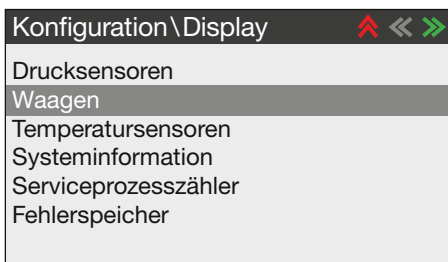 Konfiguration\Display
Drucksensoren
Waagen
Temperatursensoren
Systeminformation
Serviceprozesszähler
Fehlerspeicher